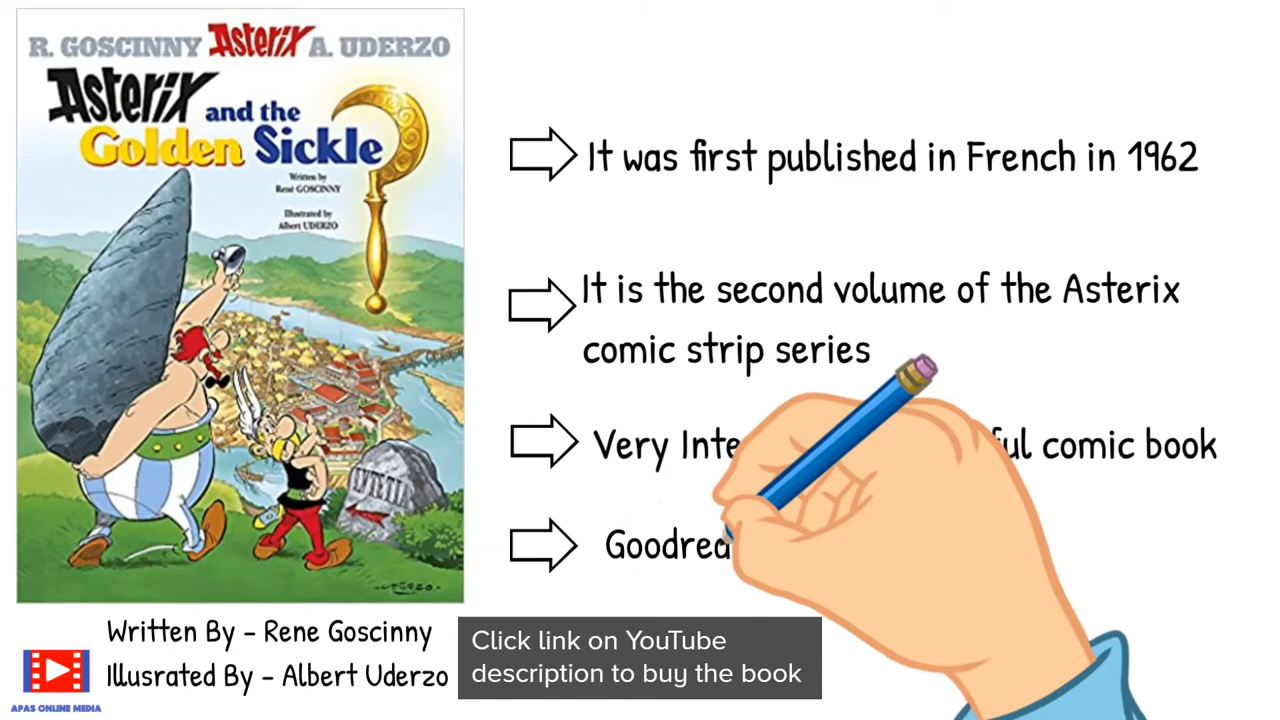 R. GOSCINNY Asterix A. UDERZO
Asterix and the
Golden Sickle
Written by
René GOSCINNY
Illustrated by
Albert UDERZO
It was first published in French in 1962
It is the second volume of the Asterix
comic strip series
Very ful comic book
Written By - Rene Goscinny
Illusrated By - Albert Uderzo
Click link on YouTube
description to buy the book
APAS ONLINE MEDIA